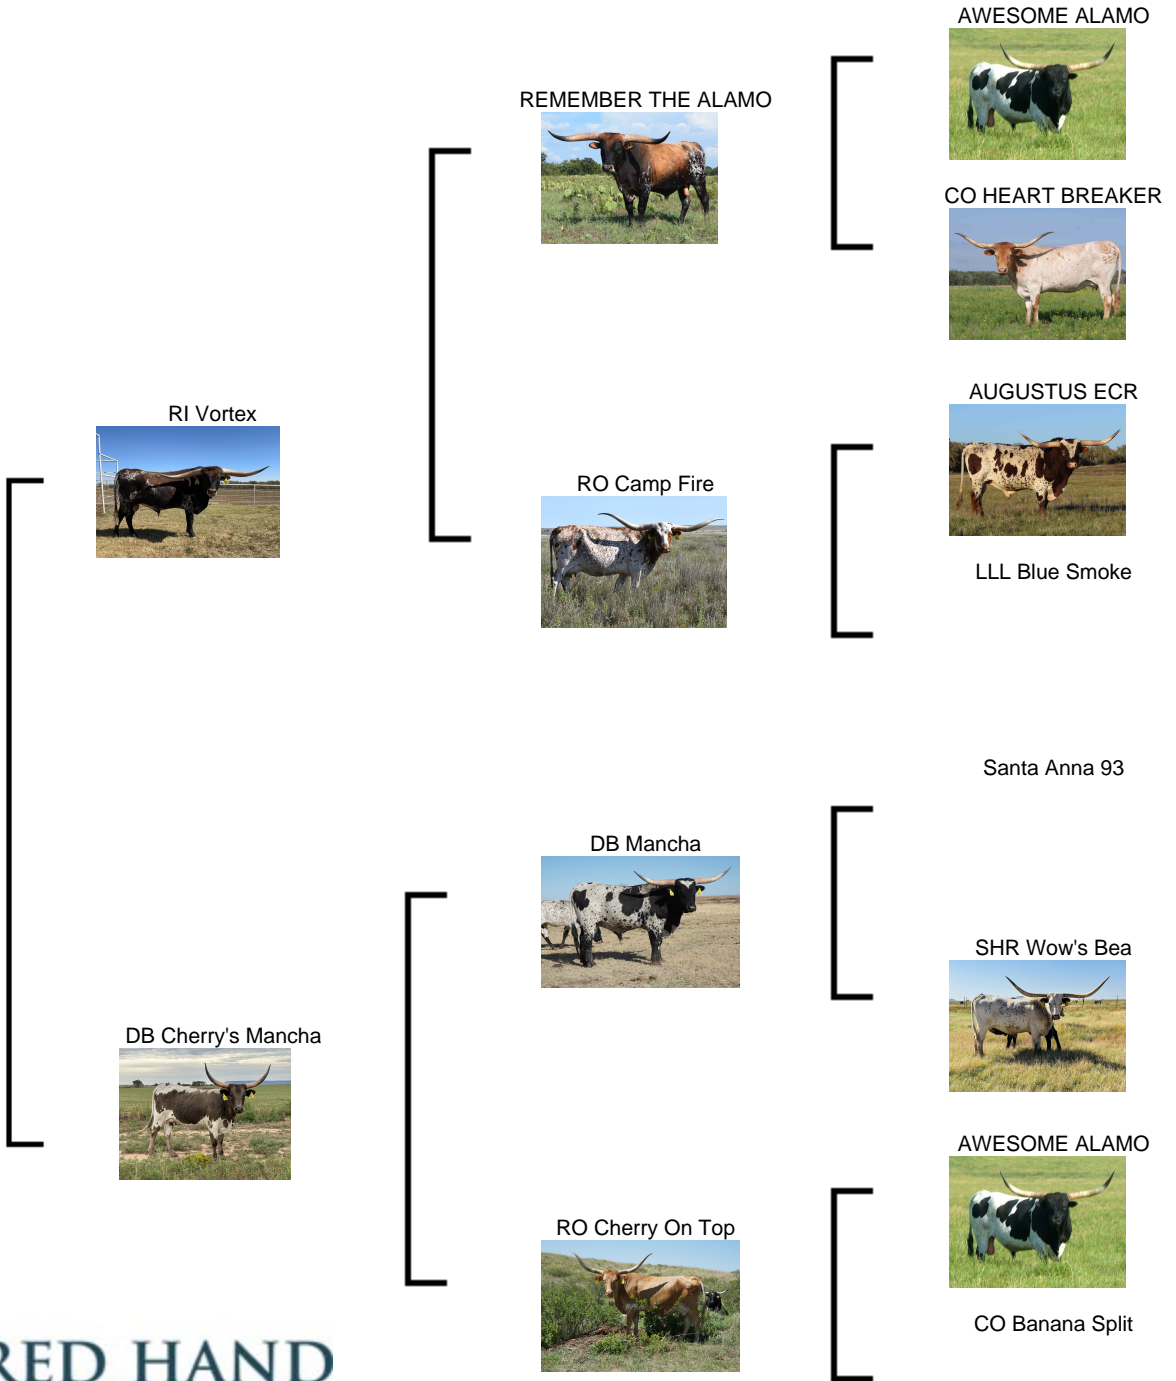 AWESOME ALAMO
REMEMBER THE ALAMO
CO HEART BREAKER
AUGUSTUS ECR
RI Vortex
RO Camp Fire
LLL Blue Smoke
Santa Anna 93
DB Mancha
SHR Wow's Bea
DB Cherry's Mancha
AWESOME ALAMO
RO Cherry On Top
CO Banana Split
RED HAND